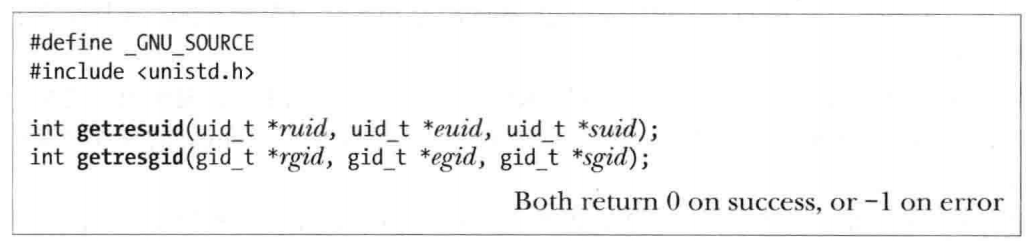 #define _GNU_SOURCE
#include <unistd.h>
int getresuid(uid_t *ruid, uid_t *euid, uid_t *suid);
int getresgid(gid_t *rgid, gid_t *egid, gid_t *sgid);
Both return 0 on success, or −1 on error